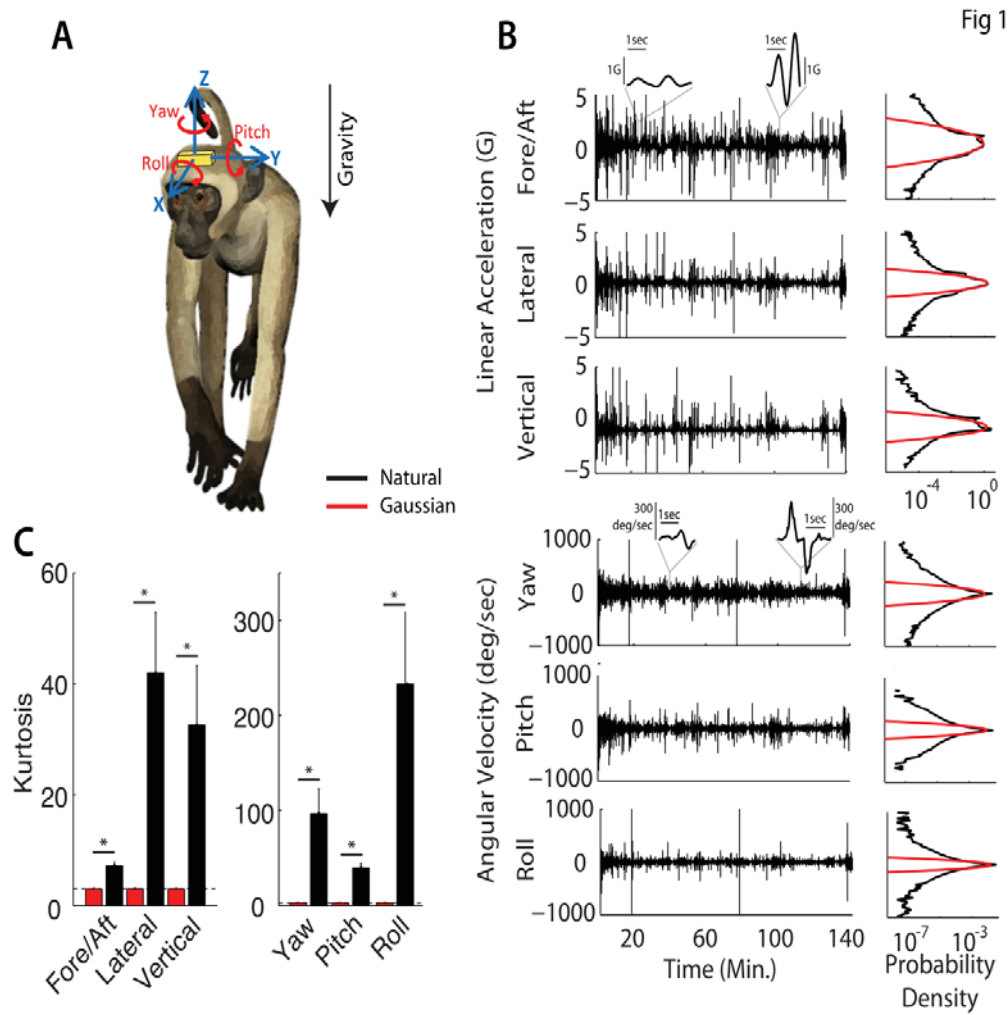 Fig 1
A
Z
Yaw
Pitch
Roll
Y
X
Gravity
Natural
Gaussian
B
Linear Acceleration (G)
Fore/Aft
5
0
−5
1sec
1G
1sec
1G
Lateral
5
0
−5
Vertical
5
0
−5
10⁻⁴ 10⁰
Angular Velocity (deg/sec)
Yaw
1000
0
−1000
300
deg/sec
1sec
1sec
300
deg/sec
Pitch
1000
0
−1000
Roll
1000
0
−1000
20 60 100 140
Time (Min.)
10⁻⁷ 10⁻³
Probability
Density
C
Kurtosis
60
40
20
0
* * *
Fore/Aft
Lateral
Vertical
300
200
100
0
* * *
Yaw
Pitch
Roll